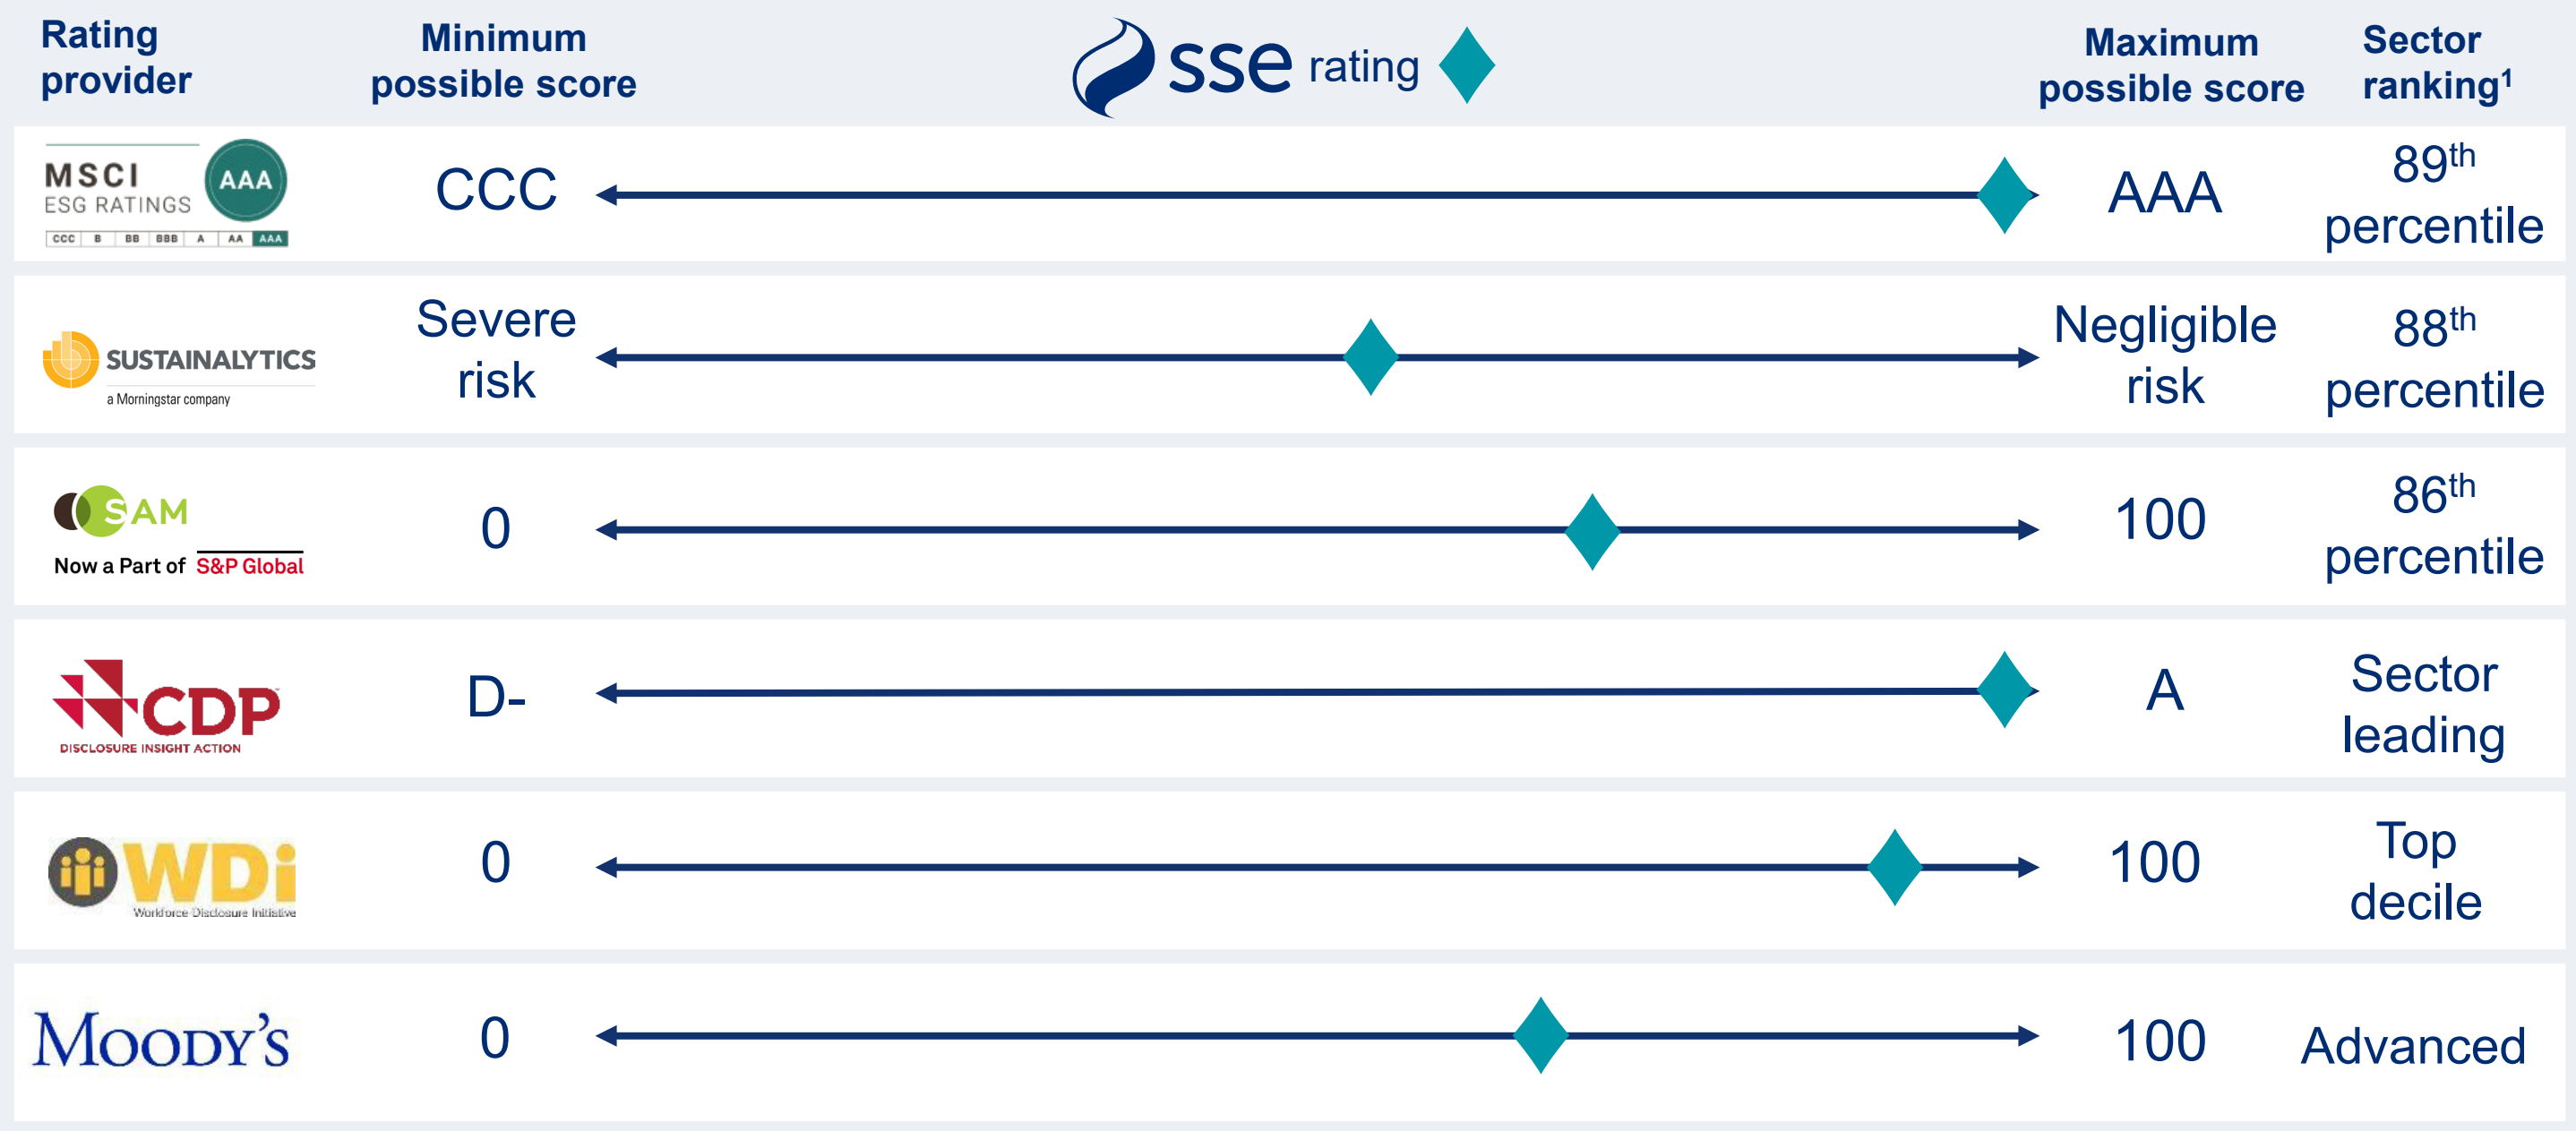 Rating
provider
Minimum
possible score
sse rating
Maximum
possible score
Sector
ranking¹
MSCI
ESG RATINGS
AAA
CCC B BB BBB A AA AAA
CCC
AAA
89th
percentile
SUSTAINALYTICS
a Morningstar company
Severe
risk
Negligible
risk
88th
percentile
SAM
Now a Part of S&P Global
0
100
86th
percentile
CDP
DISCLOSURE INSIGHT ACTION
D-
A
Sector
leading
WDi
Workforce Disclosure Initiative
0
100
Top
decile
MOODY'S
0
100
Advanced